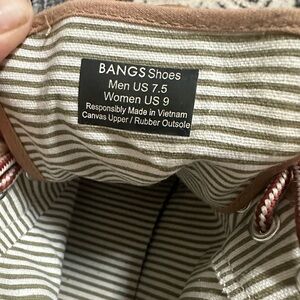 BANGS Shoes
Men US 7.5
Women US 9
Responsibly Made in Vietnam
Canvas Upper / Rubber Outsole